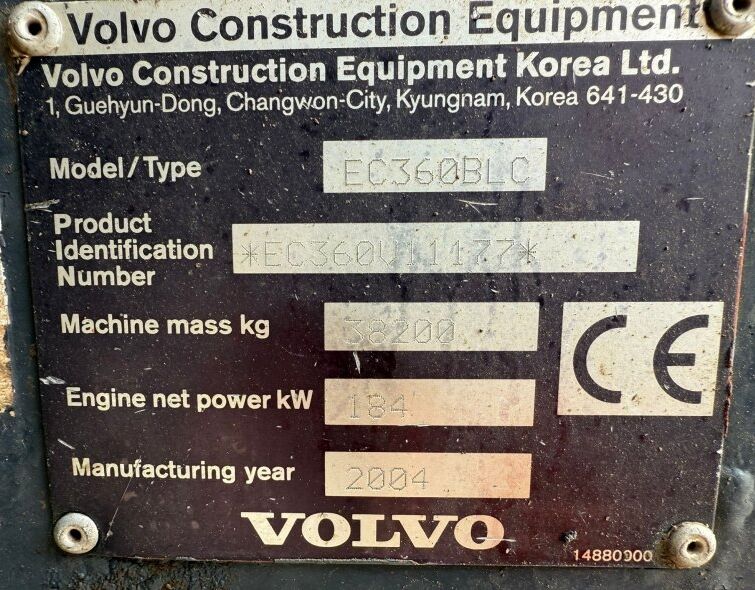 Volvo Construction Equipment
Volvo Construction Equipment Korea Ltd.
1, Guehyun-Dong, Changwon-City, Kyungnam, Korea 641-430
Model/Type EC360BLC
Product
Identification *EC360V11177*
Number
Machine mass kg 38200
CE
Engine net power kW 184
Manufacturing year 2004
VOLVO
14880900